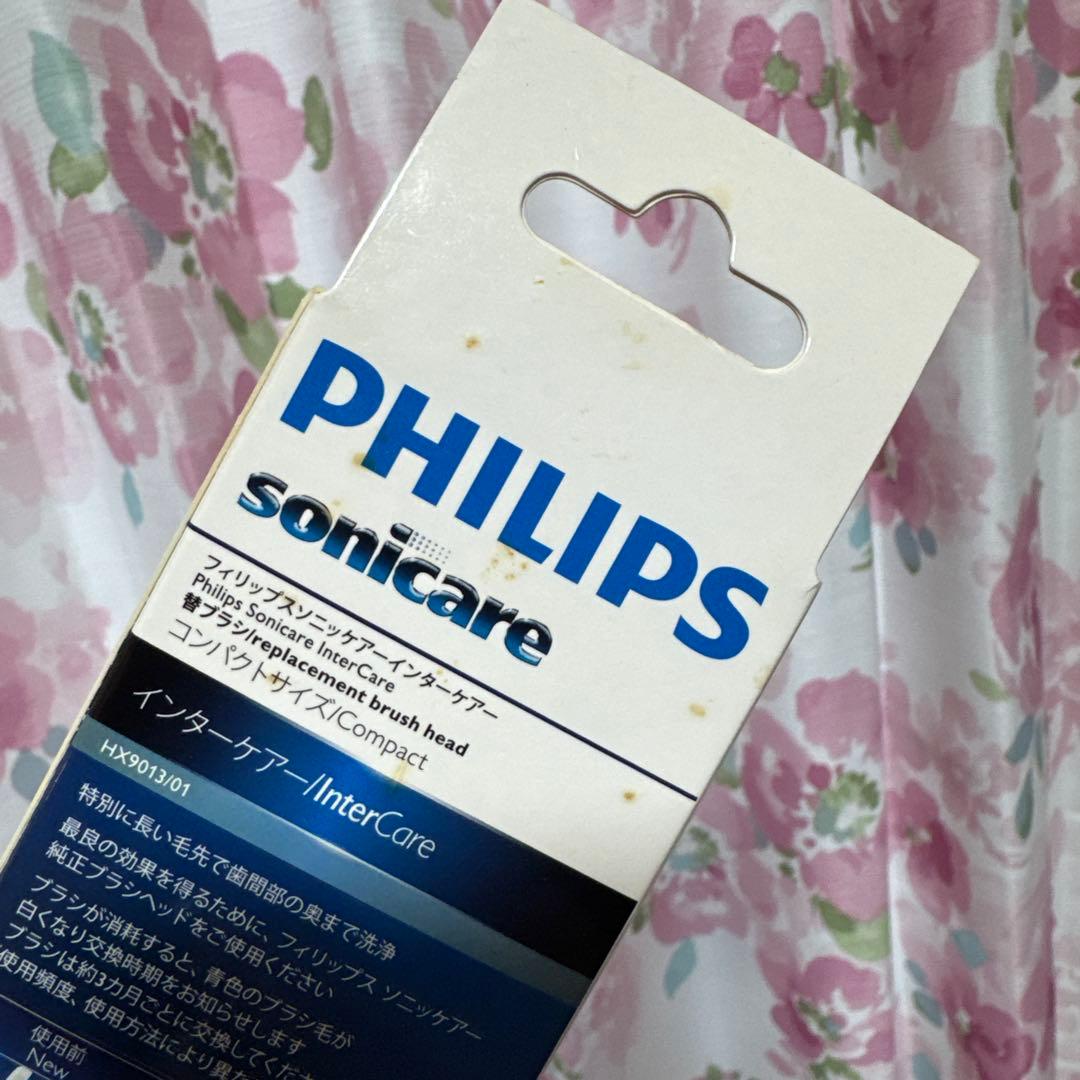 PHILIPS
sonicare
フィリップスソニッケアーインターケアー
Philips Sonicare InterCare
替ブラシ/replacement brush head
コンパクトサイズ/Compact
インターケアー/InterCare
HX9013/01
特別に長い毛先で歯間部の奥まで洗浄
最良の効果を得るために、フィリップス ソニッケアー
純正ブラシヘッドをご使用ください
ブラシが消耗すると、青色のブラシ毛が
白くなり交換時期をお知らせします
ブラシは約3カ月ごとに交換してくださ
使用頻度、使用方法により異な
使用前
New